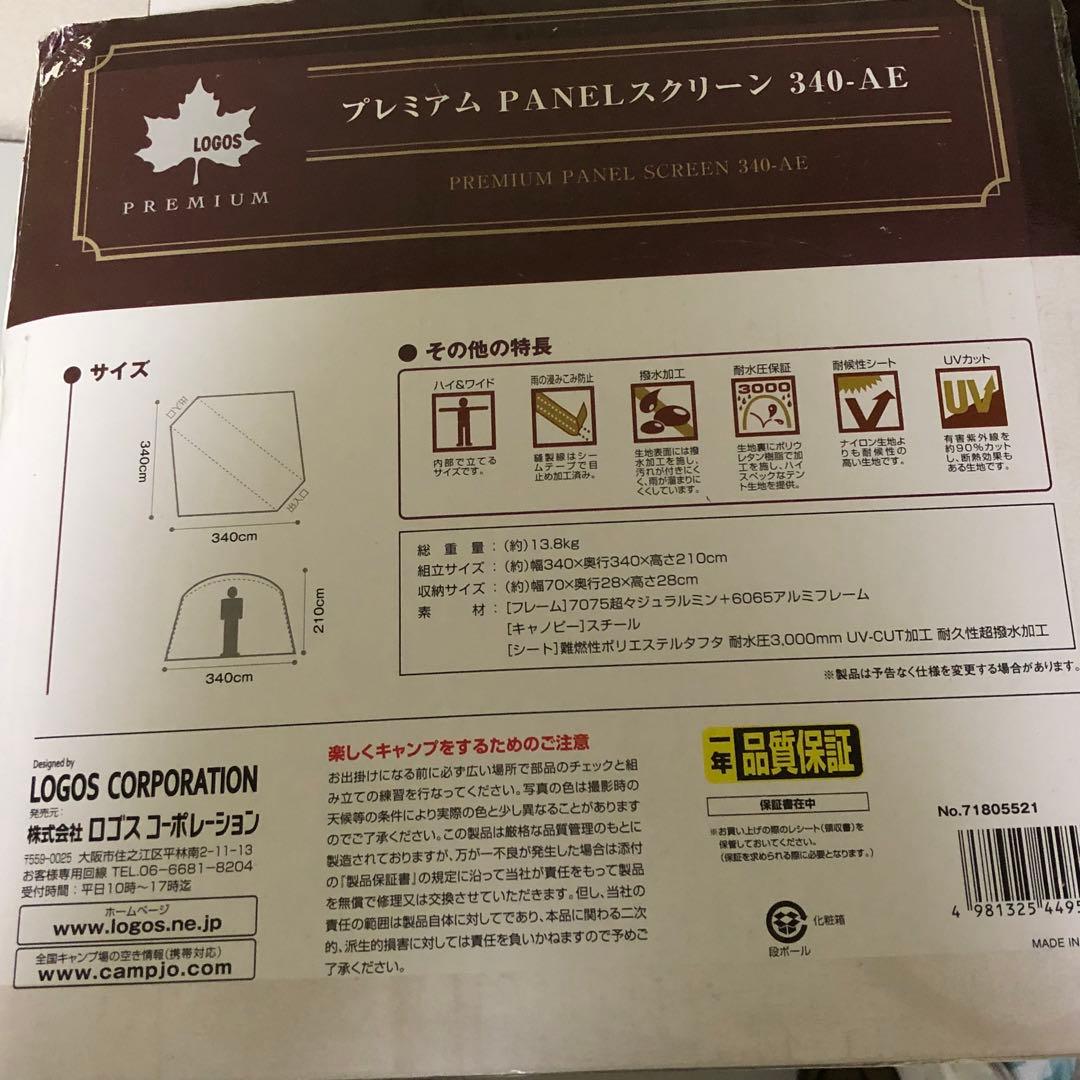 LOGOS
PREMIUM
プレミアム PANELスクリーン 340-AE
PREMIUM PANEL SCREEN 340-AE
● サイズ
出入口
340cm
出入口
340cm
210cm
340cm
● その他の特長
ハイ&ワイド
内部で立てる
サイズです。
雨の浸みこみ防止
縫製線はシー
ムテープで目
止め加工済み。
撥水加工
生地表面には撥
水加工を施し、
汚れが付きにく
く、雨が溜まりに
くくしています。
耐水圧保証
3000
生地裏にポリウ
レタン樹脂で加
工を施し、ハイ
スペックなテン
ト生地を提供。
耐候性シート
ナイロン生地よ
りも耐候性の
高い生地です。
UVカット
UV
有害紫外線を
約90%カット
し、断熱効果も
ある生地です。
総重量:(約)13.8kg
組立サイズ:(約)幅340×奥行340×高さ210cm
収納サイズ:(約)幅70×奥行28×高さ28cm
素材:[フレーム]7075超々ジュラルミン+6065アルミフレーム
[キャノピー]スチール
[シート]難燃性ポリエステルタフタ 耐水圧3,000mm UV-CUT加工 耐久性超撥水加工
※製品は予告なく仕様を変更する場合があります。
Designed by
LOGOS CORPORATION
発売元:
株式会社 ロゴス コーポレーション
〒559-0025 大阪市住之江区平林南2-11-13
お客様専用回線 TEL.06-6681-8204
受付時間:平日10時〜17時迄
ホームページ
www.logos.ne.jp
全国キャンプ場の空き情報(携帯対応)
www.campjo.com
楽しくキャンプをするためのご注意
お出掛けになる前に必ず広い場所で部品のチェックと組
み立ての練習を行なってください。写真の色は撮影時の
天候等の条件により実際の色と少し異なることがあります
のでご了承ください。この製品は厳格な品質管理のもとに
製造されておりますが、万が一不良が発生した場合は添付
の『製品保証書』の規定に沿って当社が責任をもって製品
を無償で修理又は交換させていただきます。但し、当社の
責任の範囲は製品自体に対してであり、本品に関わる二次
的、派生的損害に対しては責任を負いかねますので予めご
了承ください。
一年 品質保証
保証書在中
※お買い上げの際のレシート(領収書)を
保管しておいてください。
(保証を求められる際に必要となります。)
化粧箱
段ボール
No.71805521
4 981325 4495
MADE IN